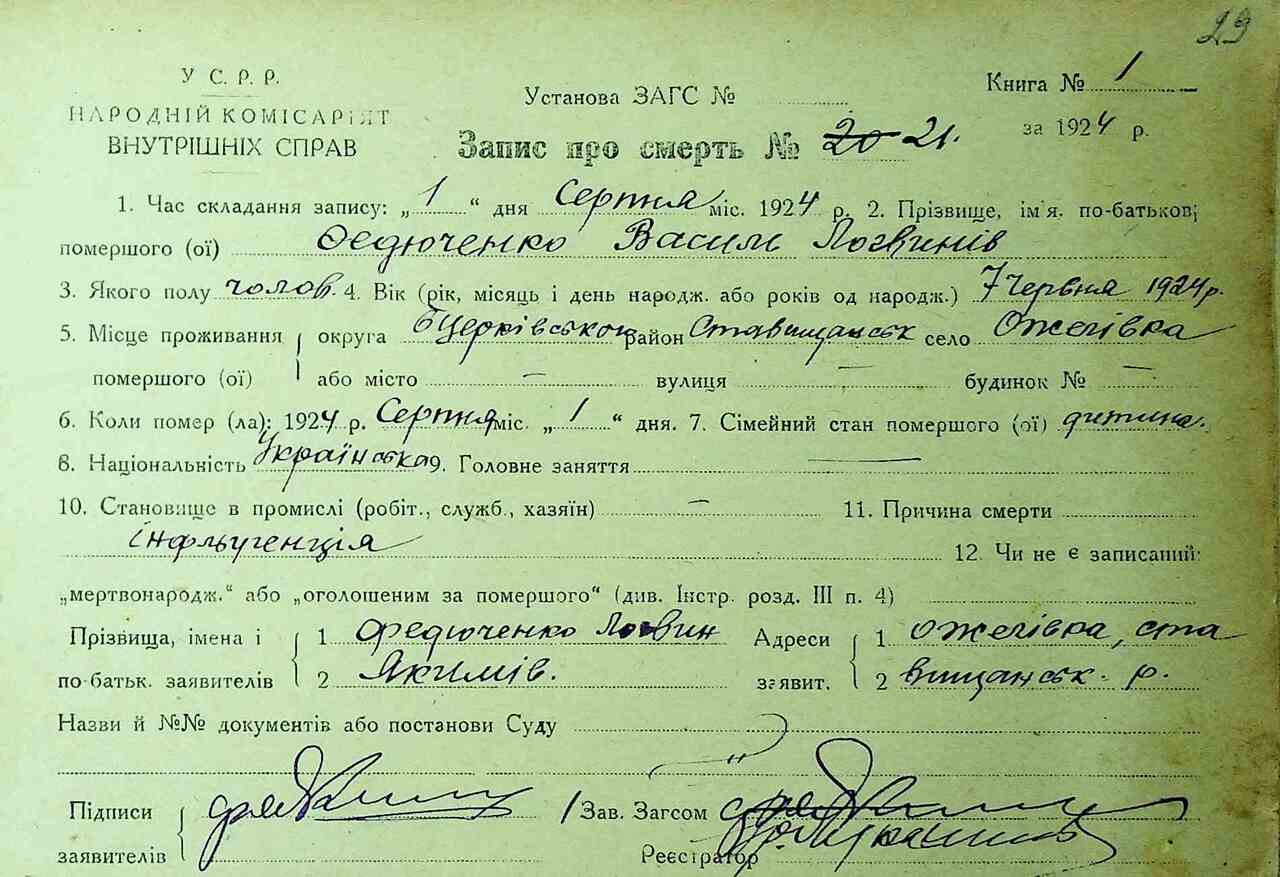 29
У С. Р. Р.
НАРОДНІЙ КОМІСАРІЯТ
ВНУТРІШНІХ СПРАВ
Установа ЗАГС №
Книга № 1
за 1924 р.
Запис про смерть № 20 21.
1. Час складання запису: „1“ дня Серпня міс. 1924 р. 2. Прізвище, ім'я. по-батькові
помершого (ої) Федюченко Василь Логвинів
3. Якого полу чолов. 4. Вік (рік, місяць і день народж. або років од народж.) 7 Червня 1924 р.
5. Місце проживання округа БЦерківською район Ставищанськ село Ожегівка
помершого (ої) або місто — вулиця — будинок № —
6. Коли помер (ла): 1924 р. Серпня міс. „1“ дня. 7. Сімейний стан помершого (ої) дитина.
8. Національність Українська 9. Головне заняття —
10. Становище в промислі (робіт., служб., хазяїн) — 11. Причина смерти
інфлюенція 12. Чи не є записаний:
„мертвонародж.“ або „оголошеним за помершого“ (див. Інстр. розд. III п. 4)
Прізвища, імена і 1 Федюченко Логвин Адреси 1 Ожегівка, Ста
по-батьк. заявителів 2 Якимів. заявит. 2 вищанськ. р.
Назви й №№ документів або постанови Суду
Підписи Зав. Загсом
заявителів Реєстратор